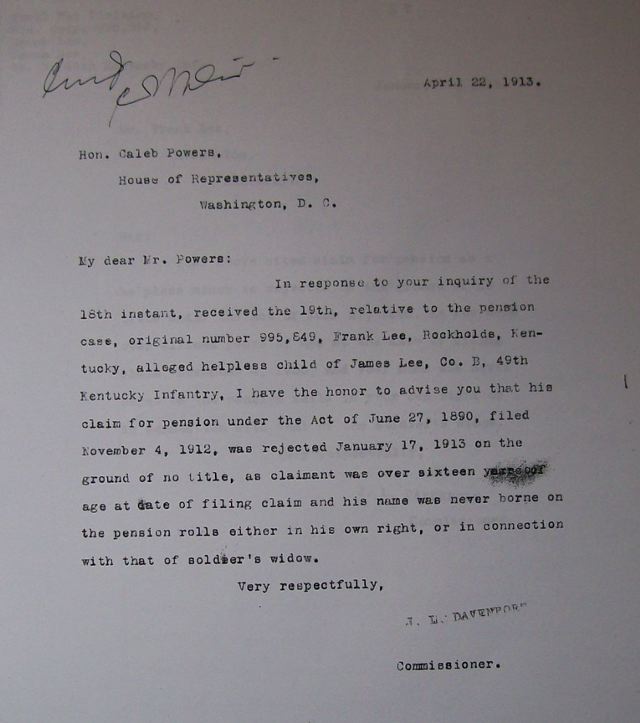 April 22, 1913.
Hon. Caleb Powers,
House of Representatives,
Washington, D. C.
My dear Mr. Powers:
In response to your inquiry of the
18th instant, received the 19th, relative to the pension
case, original number 995,849, Frank Lee, Rockholds, Ken-
tucky, alleged helpless child of James Lee, Co. B, 49th
Kentucky Infantry, I have the honor to advise you that his
claim for pension under the Act of June 27, 1890, filed
November 4, 1912, was rejected January 17, 1913 on the
ground of no title, as claimant was over sixteen years of
age at date of filing claim and his name was never borne on
the pension rolls either in his own right, or in connection
with that of soldier's widow.
Very respectfully,
J. L. DAVENPORT
Commissioner.